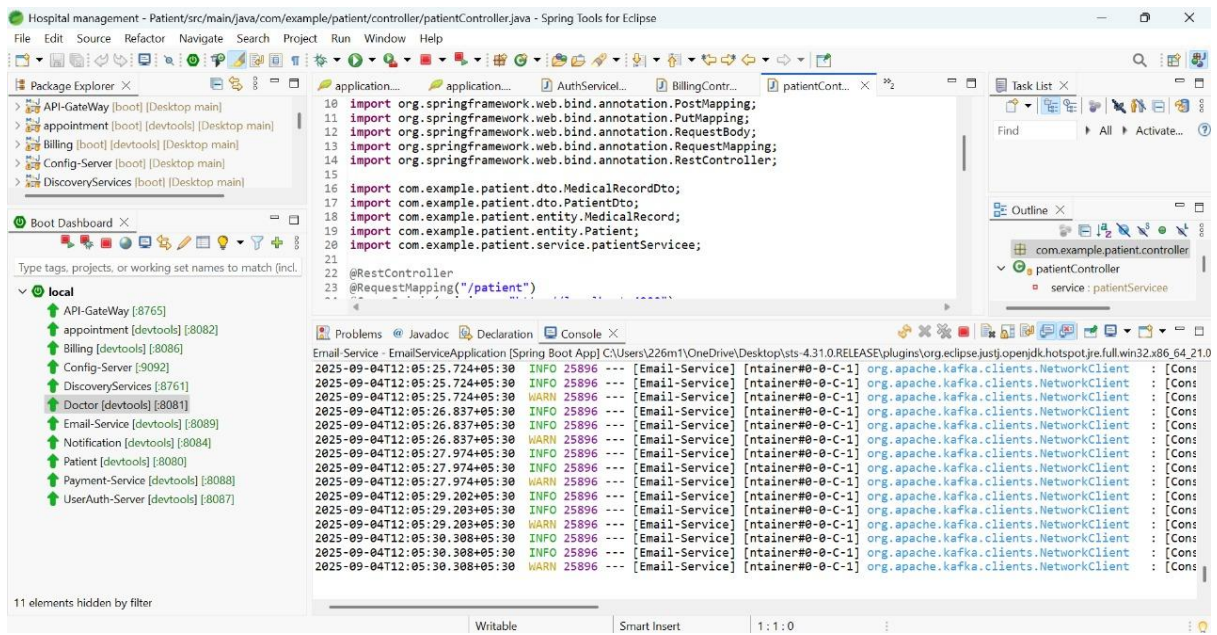 Hospital management - Patient/src/main/java/com/example/patient/controller/patientController.java - Spring Tools for Eclipse
File Edit Source Refactor Navigate Search Project Run Window Help
Package Explorer
API-GateWay [boot] [Desktop main]
appointment [boot] [devtools] [Desktop main]
Billing [boot] [devtools] [Desktop main]
Config-Server [boot] [Desktop main]
DiscoveryServices [boot] [Desktop main]
Boot Dashboard
Type tags, projects, or working set names to match (incl.
local
API-GateWay [:8765]
appointment [devtools] [:8082]
Billing [devtools] [:8086]
Config-Server [:9092]
DiscoveryServices [:8761]
Doctor [devtools] [:8081]
Email-Service [devtools] [:8089]
Notification [devtools] [:8084]
Patient [devtools] [:8080]
Payment-Service [devtools] [:8088]
UserAuth-Server [devtools] [:8087]
11 elements hidden by filter
application.... application.... AuthServiceI... BillingContr... patientCont... »2
10 import org.springframework.web.bind.annotation.PostMapping;
11 import org.springframework.web.bind.annotation.PutMapping;
12 import org.springframework.web.bind.annotation.RequestBody;
13 import org.springframework.web.bind.annotation.RequestMapping;
14 import org.springframework.web.bind.annotation.RestController;
15
16 import com.example.patient.dto.MedicalRecordDto;
17 import com.example.patient.dto.PatientDto;
18 import com.example.patient.entity.MedicalRecord;
19 import com.example.patient.entity.Patient;
20 import com.example.patient.service.patientServicee;
21
22 @RestController
23 @RequestMapping("/patient")
Problems Javadoc Declaration Console
Email-Service - EmailServiceApplication [Spring Boot App] C:\Users\226m1\OneDrive\Desktop\sts-4.31.0.RELEASE\plugins\org.eclipse.justj.openjdk.hotspot.jre.full.win32.x86_64_21.0
2025-09-04T12:05:25.724+05:30 INFO 25896 --- [Email-Service] [ntainer#0-0-C-1] org.apache.kafka.clients.NetworkClient : [Cons
2025-09-04T12:05:25.724+05:30 INFO 25896 --- [Email-Service] [ntainer#0-0-C-1] org.apache.kafka.clients.NetworkClient : [Cons
2025-09-04T12:05:25.724+05:30 WARN 25896 --- [Email-Service] [ntainer#0-0-C-1] org.apache.kafka.clients.NetworkClient : [Cons
2025-09-04T12:05:26.837+05:30 INFO 25896 --- [Email-Service] [ntainer#0-0-C-1] org.apache.kafka.clients.NetworkClient : [Cons
2025-09-04T12:05:26.837+05:30 INFO 25896 --- [Email-Service] [ntainer#0-0-C-1] org.apache.kafka.clients.NetworkClient : [Cons
2025-09-04T12:05:26.837+05:30 WARN 25896 --- [Email-Service] [ntainer#0-0-C-1] org.apache.kafka.clients.NetworkClient : [Cons
2025-09-04T12:05:27.974+05:30 INFO 25896 --- [Email-Service] [ntainer#0-0-C-1] org.apache.kafka.clients.NetworkClient : [Cons
2025-09-04T12:05:27.974+05:30 INFO 25896 --- [Email-Service] [ntainer#0-0-C-1] org.apache.kafka.clients.NetworkClient : [Cons
2025-09-04T12:05:27.974+05:30 WARN 25896 --- [Email-Service] [ntainer#0-0-C-1] org.apache.kafka.clients.NetworkClient : [Cons
2025-09-04T12:05:29.202+05:30 INFO 25896 --- [Email-Service] [ntainer#0-0-C-1] org.apache.kafka.clients.NetworkClient : [Cons
2025-09-04T12:05:29.203+05:30 INFO 25896 --- [Email-Service] [ntainer#0-0-C-1] org.apache.kafka.clients.NetworkClient : [Cons
2025-09-04T12:05:29.203+05:30 WARN 25896 --- [Email-Service] [ntainer#0-0-C-1] org.apache.kafka.clients.NetworkClient : [Cons
2025-09-04T12:05:30.308+05:30 INFO 25896 --- [Email-Service] [ntainer#0-0-C-1] org.apache.kafka.clients.NetworkClient : [Cons
2025-09-04T12:05:30.308+05:30 INFO 25896 --- [Email-Service] [ntainer#0-0-C-1] org.apache.kafka.clients.NetworkClient : [Cons
2025-09-04T12:05:30.308+05:30 WARN 25896 --- [Email-Service] [ntainer#0-0-C-1] org.apache.kafka.clients.NetworkClient : [Cons
Task List
Find All Activate...
Outline
com.example.patient.controller
patientController
service : patientServicee
Writable Smart Insert 1 : 1 : 0